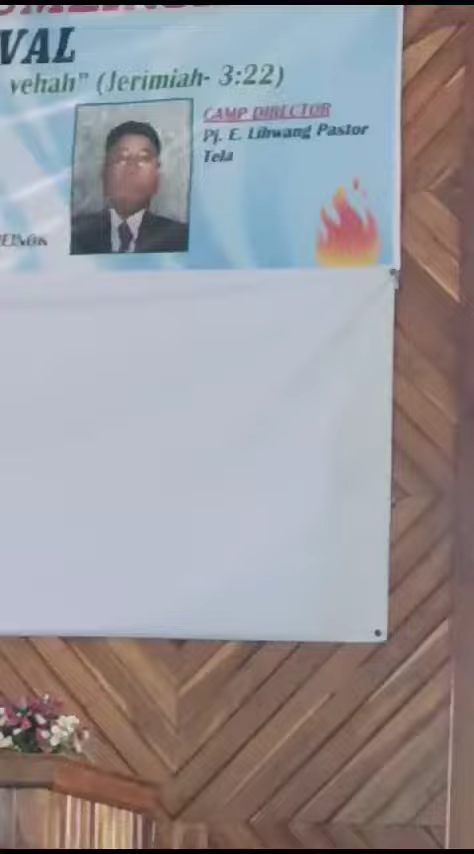 VAL
vehah" (Jerimiah- 3:22)
CAMP DIRECTOR
Pj. E. Lihwang Pastor
Tela